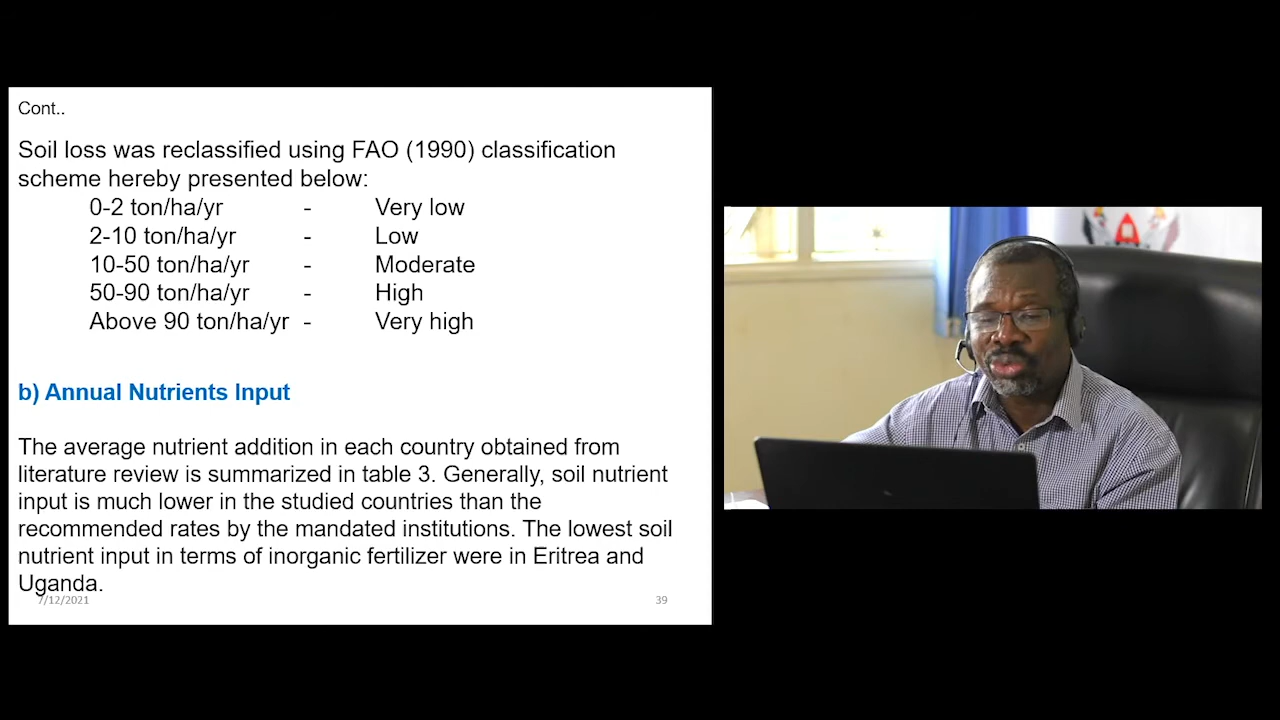 Cont..
Soil loss was reclassified using FAO (1990) classification
scheme hereby presented below:
0-2 ton/ha/yr - Very low
2-10 ton/ha/yr - Low
10-50 ton/ha/yr - Moderate
50-90 ton/ha/yr - High
Above 90 ton/ha/yr - Very high
b) Annual Nutrients Input
The average nutrient addition in each country obtained from
literature review is summarized in table 3. Generally, soil nutrient
input is much lower in the studied countries than the
recommended rates by the mandated institutions. The lowest soil
nutrient input in terms of inorganic fertilizer were in Eritrea and
Uganda.
7/12/2021 39